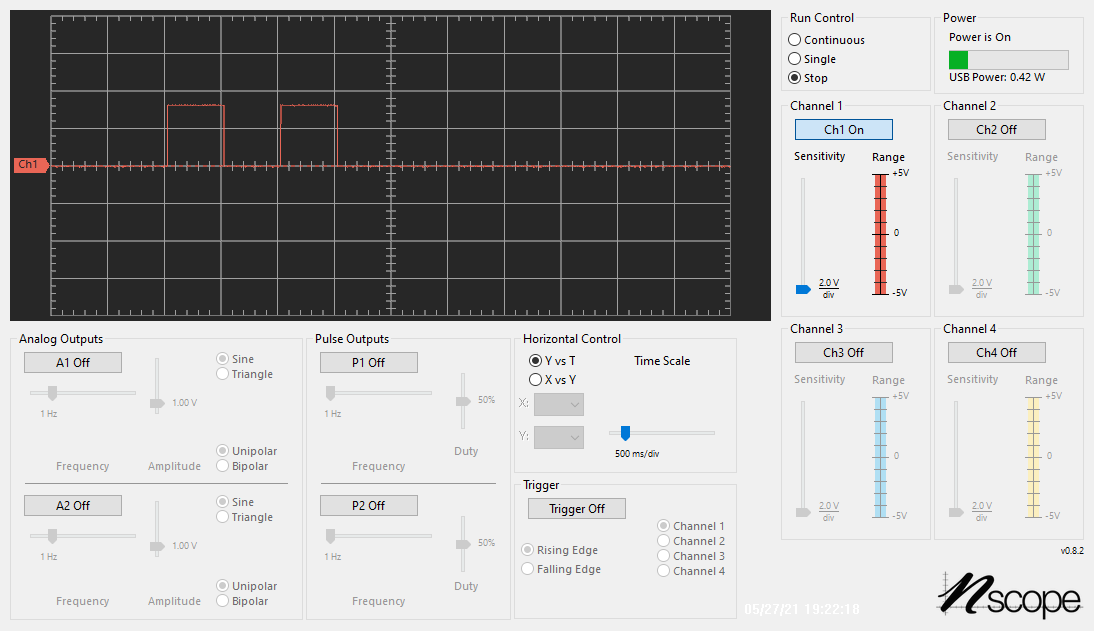 Ch1
Run Control
Continuous
Single
Stop
Power
Power is On
USB Power: 0.42 W
Channel 1
Ch1 On
Sensitivity
Range
+5V
0
-5V
2.0 V
div
Channel 2
Ch2 Off
Sensitivity
Range
+5V
0
-5V
2.0 V
div
Analog Outputs
A1 Off
1 Hz
1.00 V
Sine
Triangle
Unipolar
Bipolar
Frequency
Amplitude
A2 Off
1 Hz
1.00 V
Sine
Triangle
Unipolar
Bipolar
Frequency
Amplitude
Pulse Outputs
P1 Off
1 Hz
50%
Frequency
Duty
P2 Off
1 Hz
50%
Frequency
Duty
Horizontal Control
Y vs T
X vs Y
Time Scale
X:
Y:
500 ms/div
Trigger
Trigger Off
Rising Edge
Falling Edge
Channel 1
Channel 2
Channel 3
Channel 4
Channel 3
Ch3 Off
Sensitivity
Range
+5V
0
-5V
2.0 V
div
Channel 4
Ch4 Off
Sensitivity
Range
+5V
0
-5V
2.0 V
div
v0.8.2
05/27/21 19:22:18
nscope